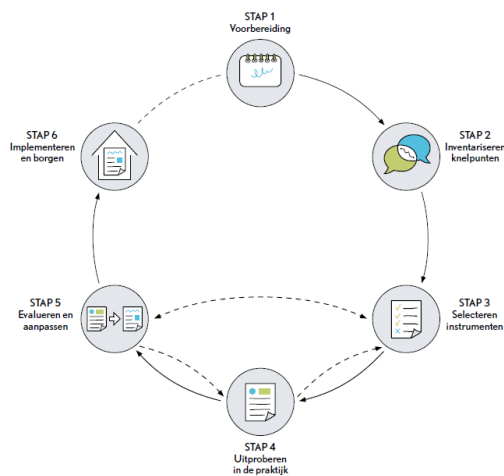 STAP 1
Voorbereiding
STAP 2
Inventariseren
knelpunten
STAP 3
Selecteren
instrumenten
STAP 4
Uitproberen
in de praktijk
STAP 5
Evalueren en
aanpassen
STAP 6
Implementeren
en borgen